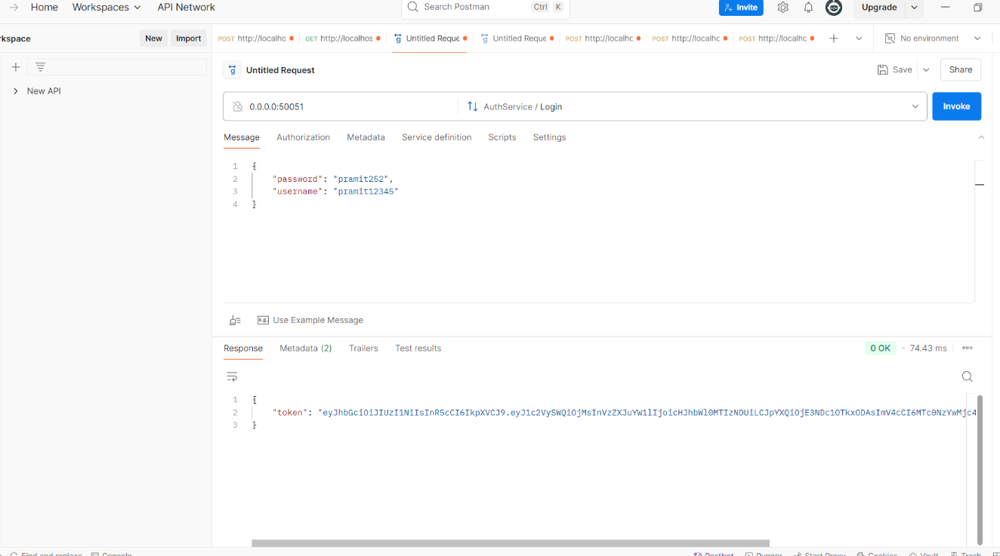 Home Workspaces API Network Search Postman Ctrl K Invite Upgrade
rkspace New Import POST http://localhc GET http://localhos Untitled Reque Untitled Reque POST http://localhc POST http://localhc POST http://localhc No environment
New API
Untitled Request Save Share
0.0.0.0:50051 AuthService / Login Invoke
Message Authorization Metadata Service definition Scripts Settings
1 {
2 "password": "pramit252",
3 "username": "pramit12345"
4 }
Use Example Message
Response Metadata (2) Trailers Test results 0 OK 74.43 ms
1 {
2 "token": "eyJhbGciOiJIUzI1NiIsInR5cCI6IkpXVCJ9.eyJ1c2VySWQiOjMsInVzZXJuYW1lIjoicHJhbWl0MTIzNDUiLCJpYXQiOjE3NDc1OTkxODAsImV4cCI6MTc0NzYwMjc4
3 }
Find and replace Console Postbot Runner Start Proxy Cookies Vault Trash